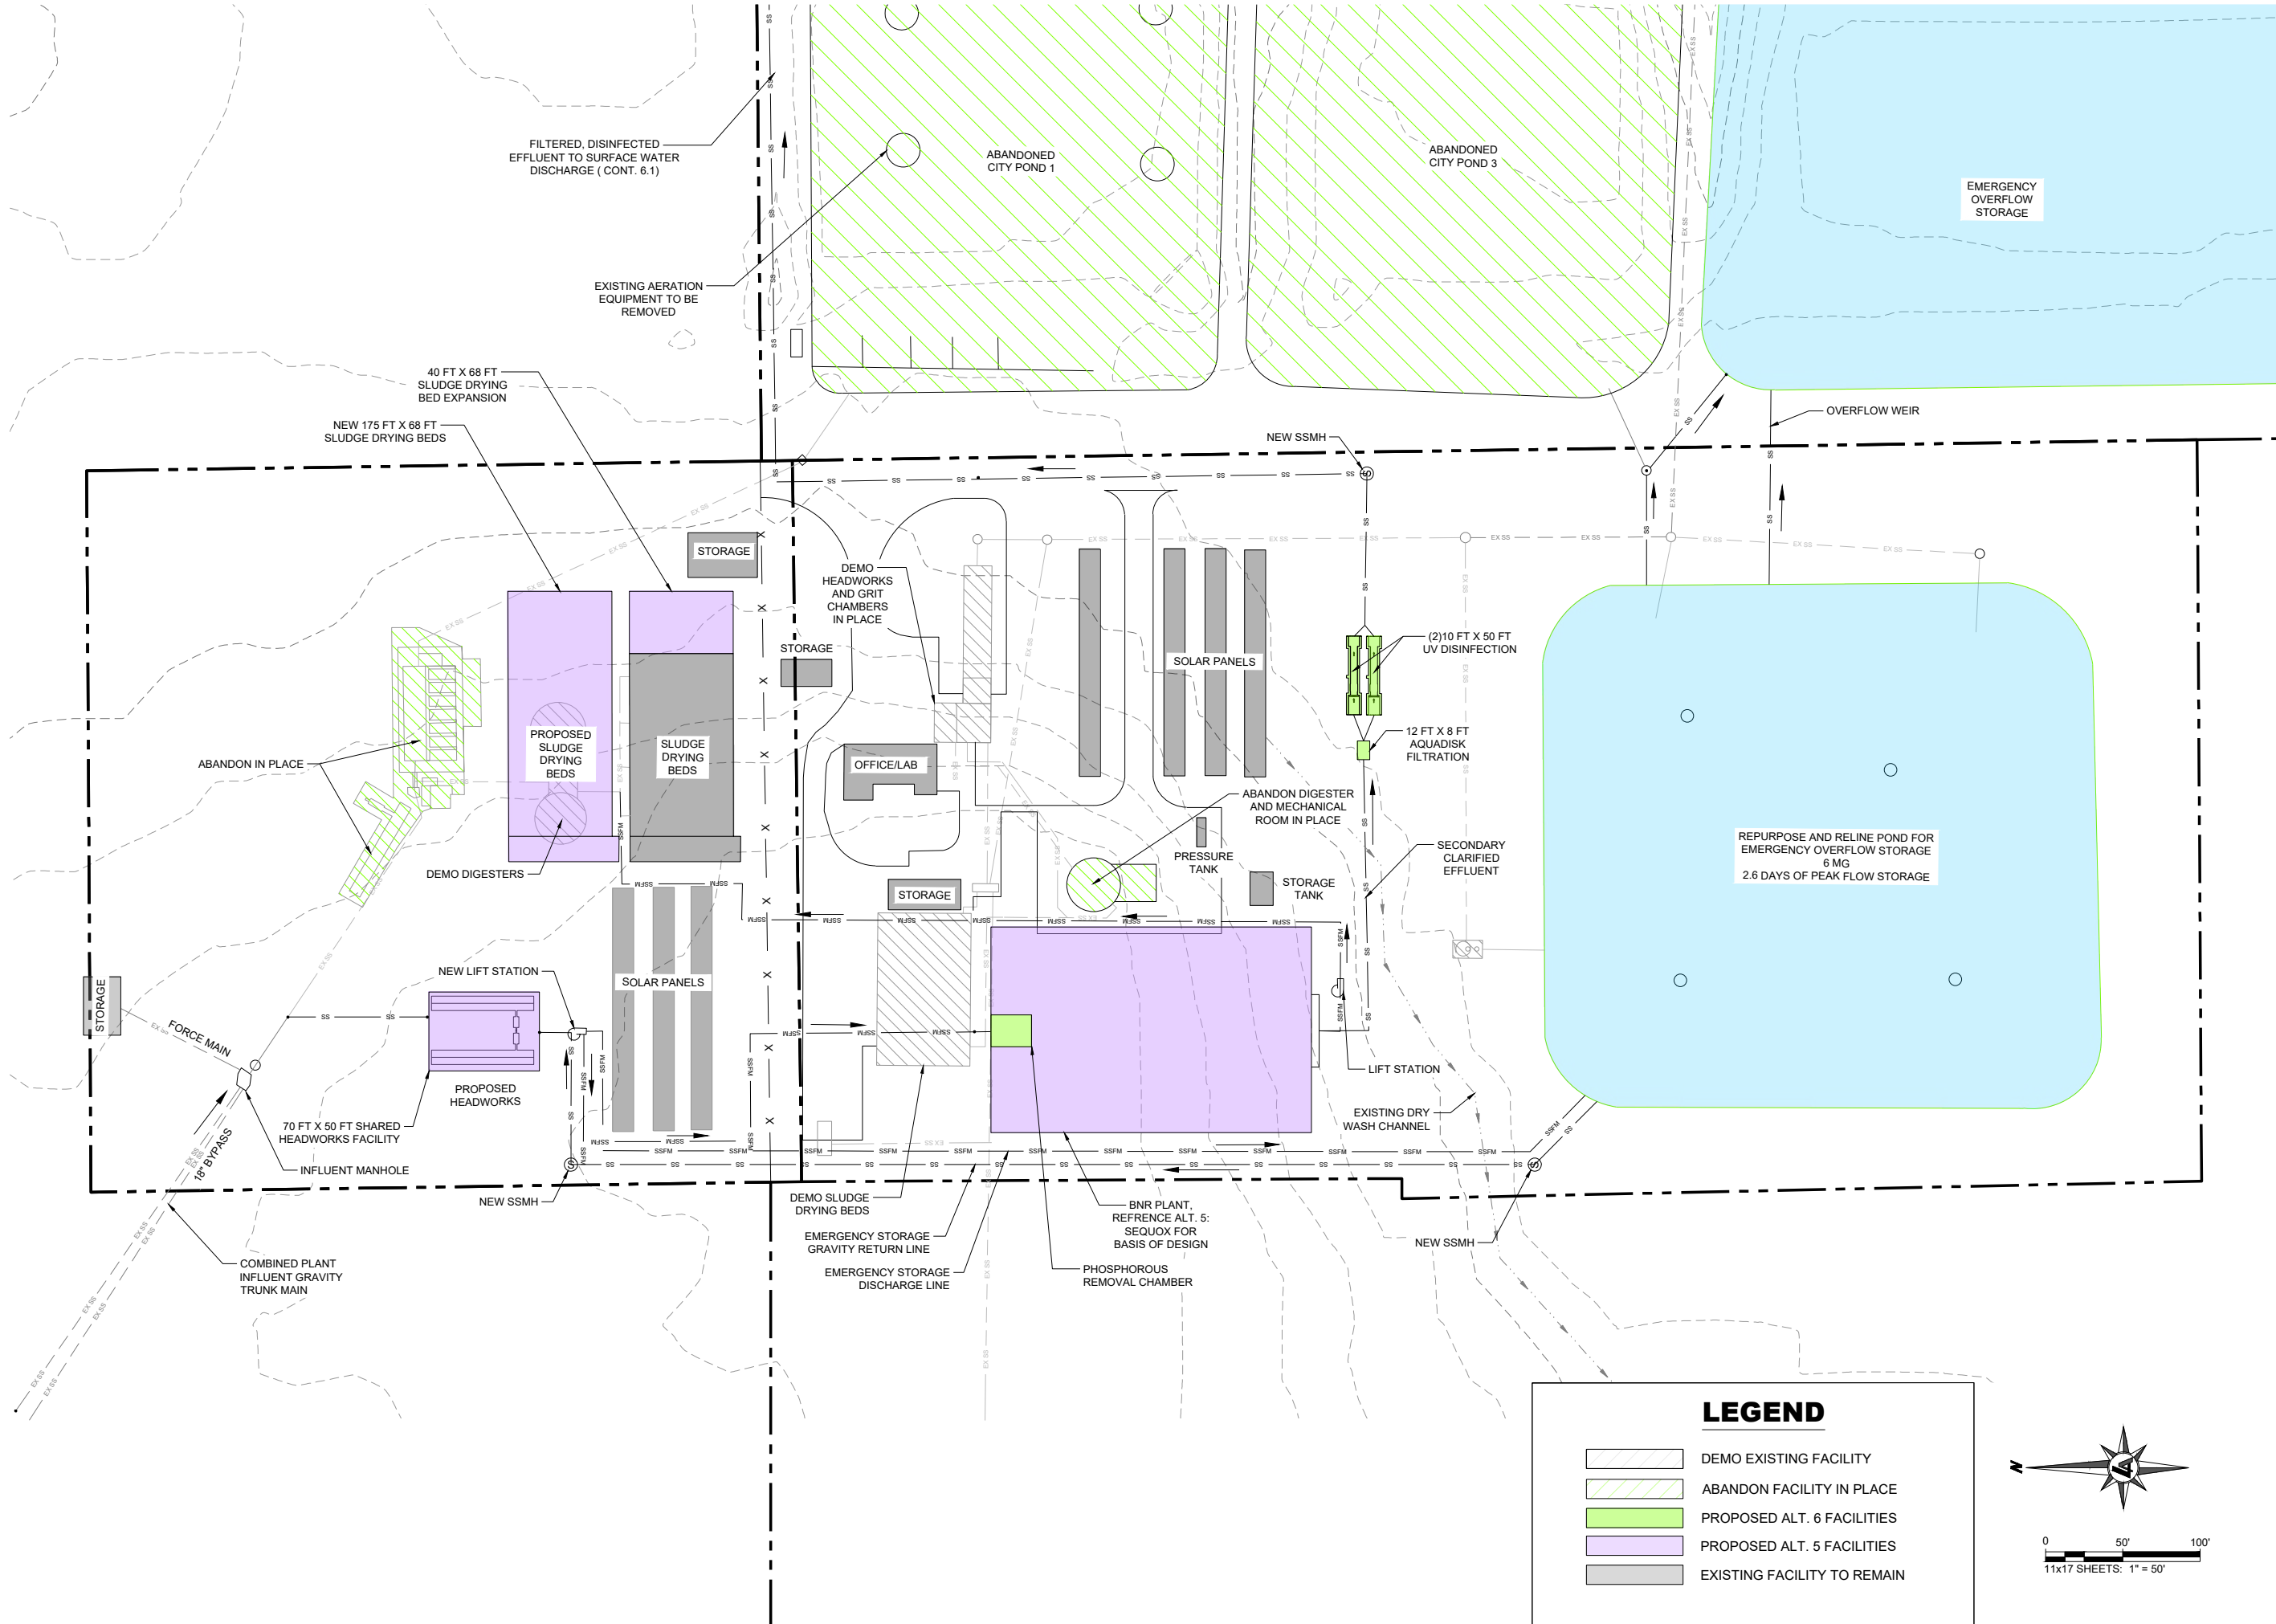 FILTERED, DISINFECTED
EFFLUENT TO SURFACE WATER
DISCHARGE ( CONT. 6.1)
ABANDONED
CITY POND 1
ABANDONED
CITY POND 3
EMERGENCY
OVERFLOW
STORAGE
EXISTING AERATION
EQUIPMENT TO BE
REMOVED
40 FT X 68 FT
SLUDGE DRYING
BED EXPANSION
NEW 175 FT X 68 FT
SLUDGE DRYING BEDS
NEW SSMH
OVERFLOW WEIR
STORAGE
DEMO
HEADWORKS
AND GRIT
CHAMBERS
IN PLACE
STORAGE
SOLAR PANELS
(2)10 FT X 50 FT
UV DISINFECTION
12 FT X 8 FT
AQUADISK
FILTRATION
PROPOSED
SLUDGE
DRYING
BEDS
SLUDGE
DRYING
BEDS
OFFICE/LAB
ABANDON IN PLACE
ABANDON DIGESTER
AND MECHANICAL
ROOM IN PLACE
PRESSURE
TANK
STORAGE
TANK
SECONDARY
CLARIFIED
EFFLUENT
REPURPOSE AND RELINE POND FOR
EMERGENCY OVERFLOW STORAGE
6 MG
2.6 DAYS OF PEAK FLOW STORAGE
DEMO DIGESTERS
STORAGE
NEW LIFT STATION
SOLAR PANELS
STORAGE
FORCE MAIN
PROPOSED
HEADWORKS
70 FT X 50 FT SHARED
HEADWORKS FACILITY
INFLUENT MANHOLE
18" BYPASS
NEW SSMH
COMBINED PLANT
INFLUENT GRAVITY
TRUNK MAIN
LIFT STATION
EXISTING DRY
WASH CHANNEL
DEMO SLUDGE
DRYING BEDS
EMERGENCY STORAGE
GRAVITY RETURN LINE
EMERGENCY STORAGE
DISCHARGE LINE
BNR PLANT,
REFRENCE ALT. 5:
SEQUOX FOR
BASIS OF DESIGN
PHOSPHOROUS
REMOVAL CHAMBER
NEW SSMH
SS
SSFM
EX SS
X
S
LEGEND
DEMO EXISTING FACILITY
ABANDON FACILITY IN PLACE
PROPOSED ALT. 6 FACILITIES
PROPOSED ALT. 5 FACILITIES
EXISTING FACILITY TO REMAIN
N
0 50' 100'
11x17 SHEETS: 1" = 50'